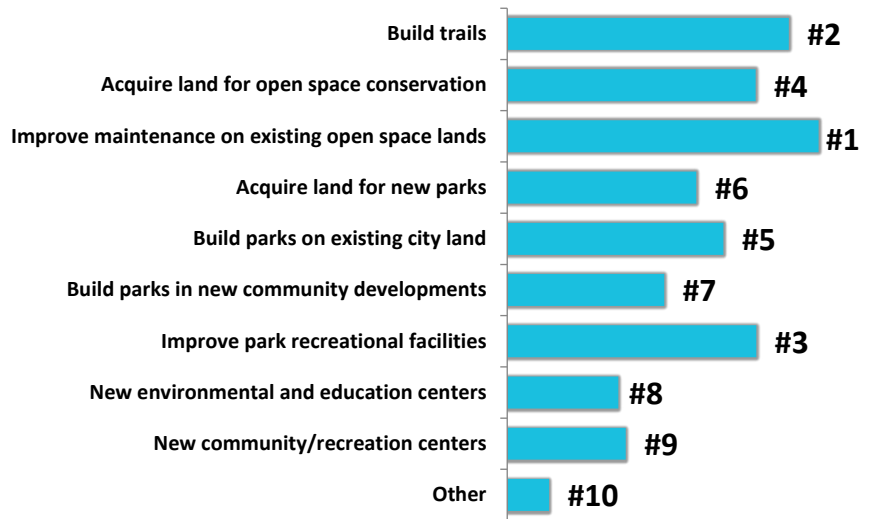 Build trails #2
Acquire land for open space conservation #4
Improve maintenance on existing open space lands #1
Acquire land for new parks #6
Build parks on existing city land #5
Build parks in new community developments #7
Improve park recreational facilities #3
New environmental and education centers #8
New community/recreation centers #9
Other #10